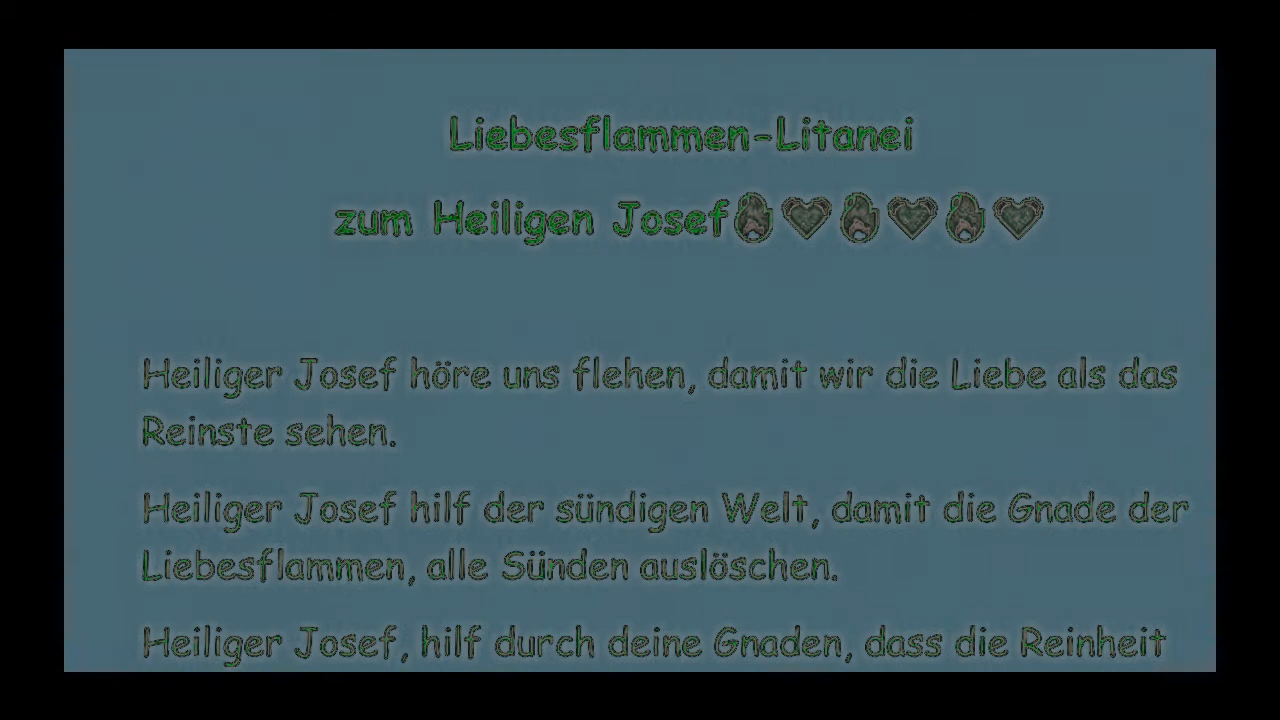 Liebesflammen-Litanei
zum Heiligen Josef🔥❤️🔥❤️🔥❤️
Heiliger Josef höre uns flehen, damit wir die Liebe als das
Reinste sehen.
Heiliger Josef hilf der sündigen Welt, damit die Gnade der
Liebesflammen, alle Sünden auslöschen.
Heiliger Josef, hilf durch deine Gnaden, dass die Reinheit